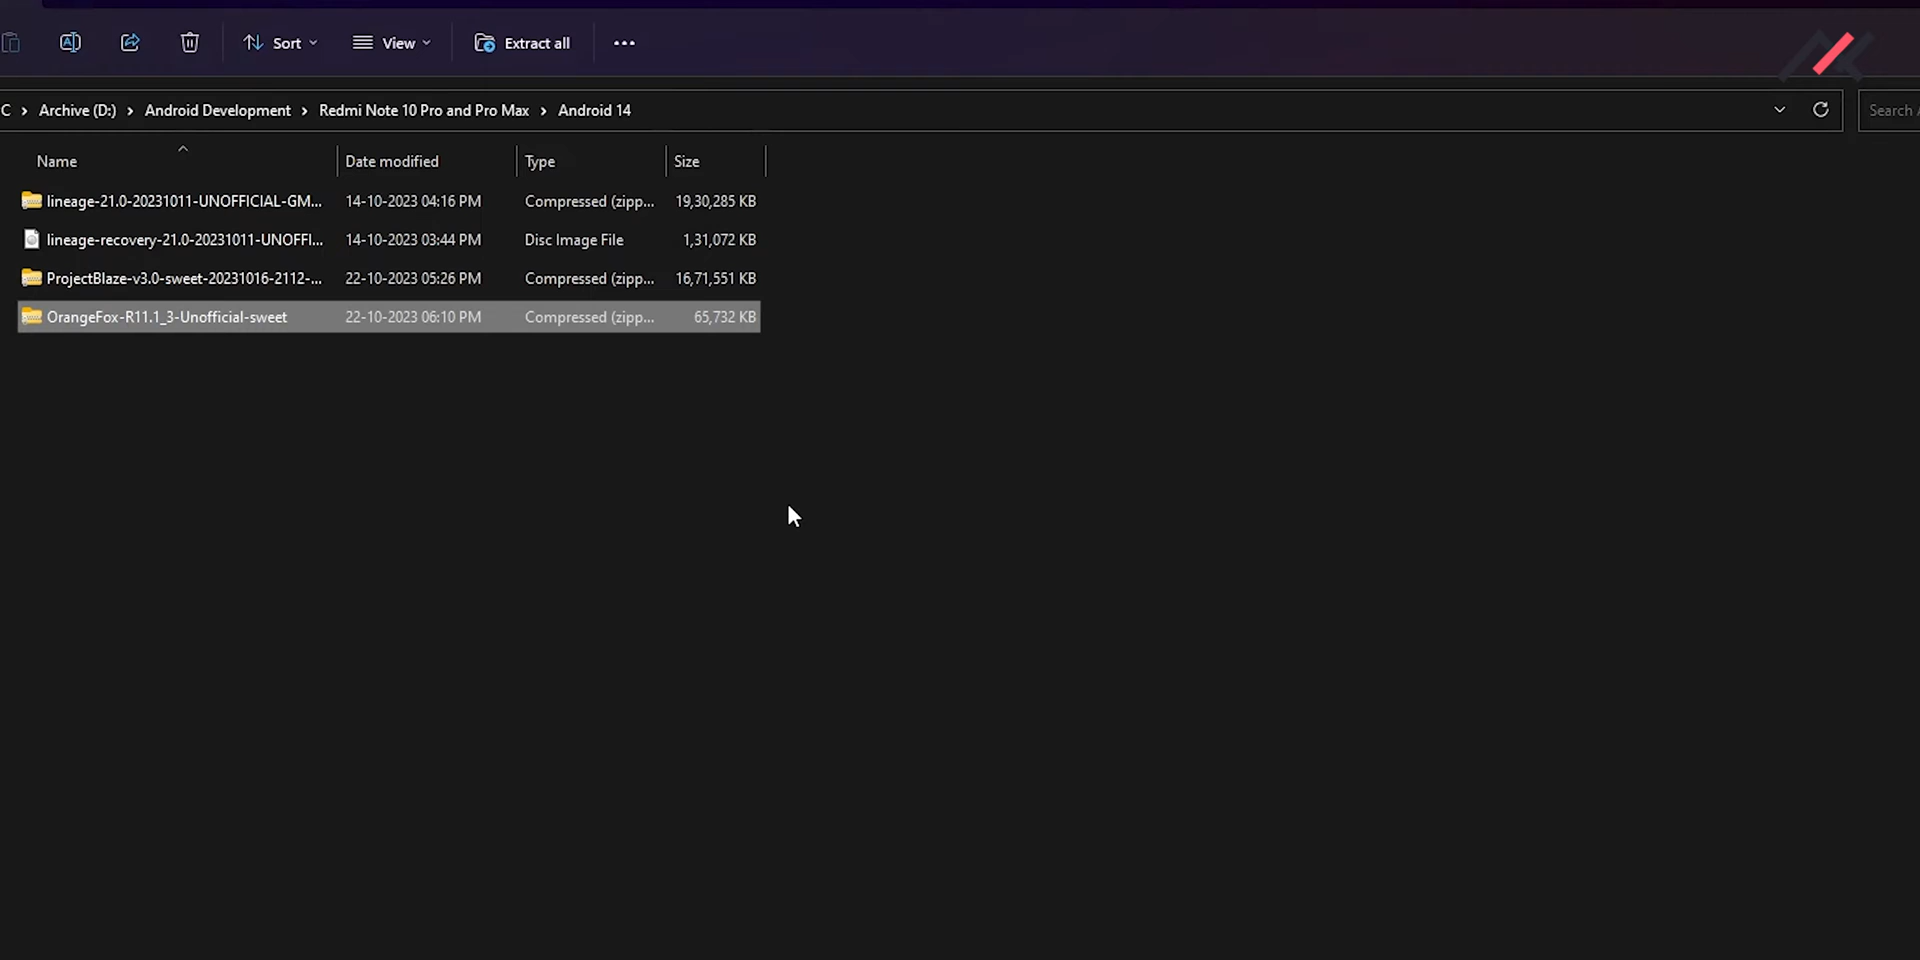 Sort View Extract all
C > Archive (D:) > Android Development > Redmi Note 10 Pro and Pro Max > Android 14 Search
Name Date modified Type Size
lineage-21.0-20231011-UNOFFICIAL-GM... 14-10-2023 04:16 PM Compressed (zipp... 19,30,285 KB
lineage-recovery-21.0-20231011-UNOFFI... 14-10-2023 03:44 PM Disc Image File 1,31,072 KB
ProjectBlaze-v3.0-sweet-20231016-2112-... 22-10-2023 05:26 PM Compressed (zipp... 16,71,551 KB
OrangeFox-R11.1_3-Unofficial-sweet 22-10-2023 06:10 PM Compressed (zipp... 65,732 KB